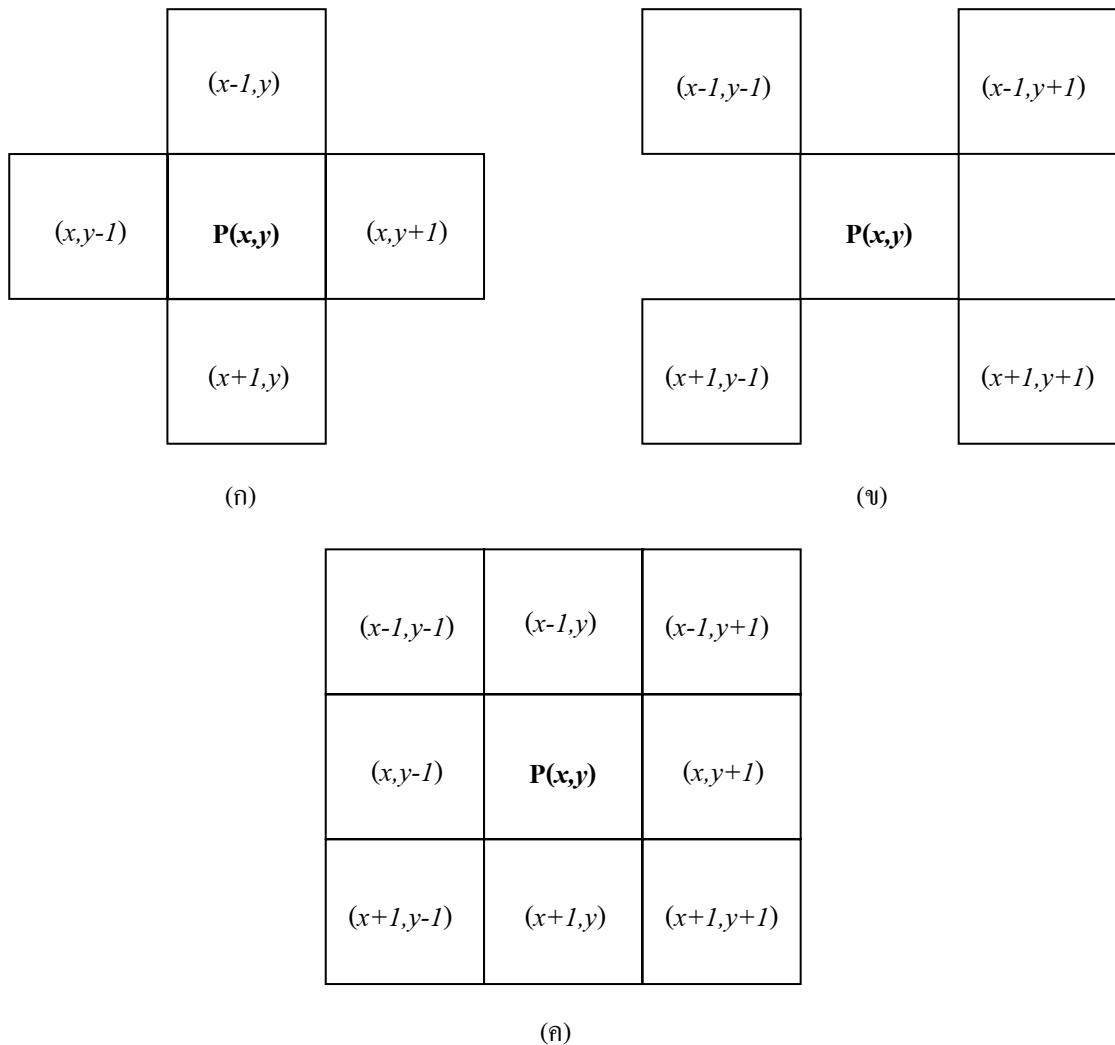 (x-1,y)
(x,y-1) P(x,y) (x,y+1)
(x+1,y)
(ก)
(x-1,y-1) (x-1,y+1)
P(x,y)
(x+1,y-1) (x+1,y+1)
(ข)
(x-1,y-1) (x-1,y) (x-1,y+1)
(x,y-1) P(x,y) (x,y+1)
(x+1,y-1) (x+1,y) (x+1,y+1)
(ค)